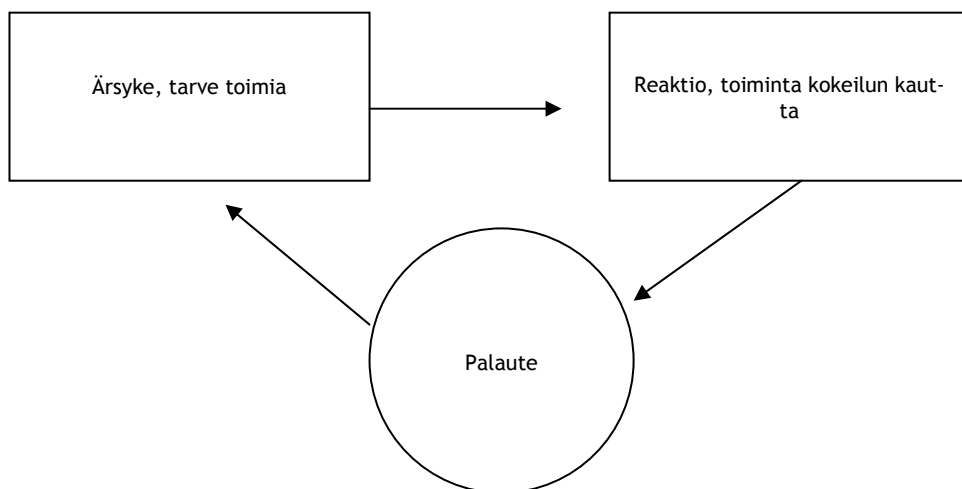 Ärsyke, tarve toimia
Reaktio, toiminta kokeilun kaut-
ta
Palaute